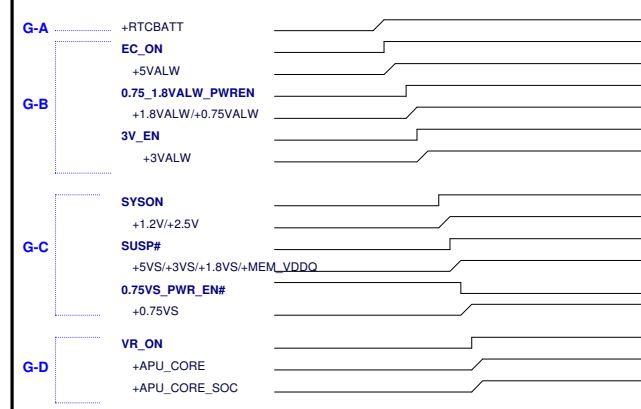 G-A +RTCBATT
EC_ON
+5VALW
0.75_1.8VALW_PWREN
G-B
+1.8VALW/+0.75VALW
3V_EN
+3VALW
SYSON
+1.2V/+2.5V
G-C SUSP#
+5VS/+3VS/+1.8VS/+MEM_VDDQ
0.75VS_PWR_EN#
+0.75VS
VR_ON
G-D +APU_CORE
+APU_CORE_SOC